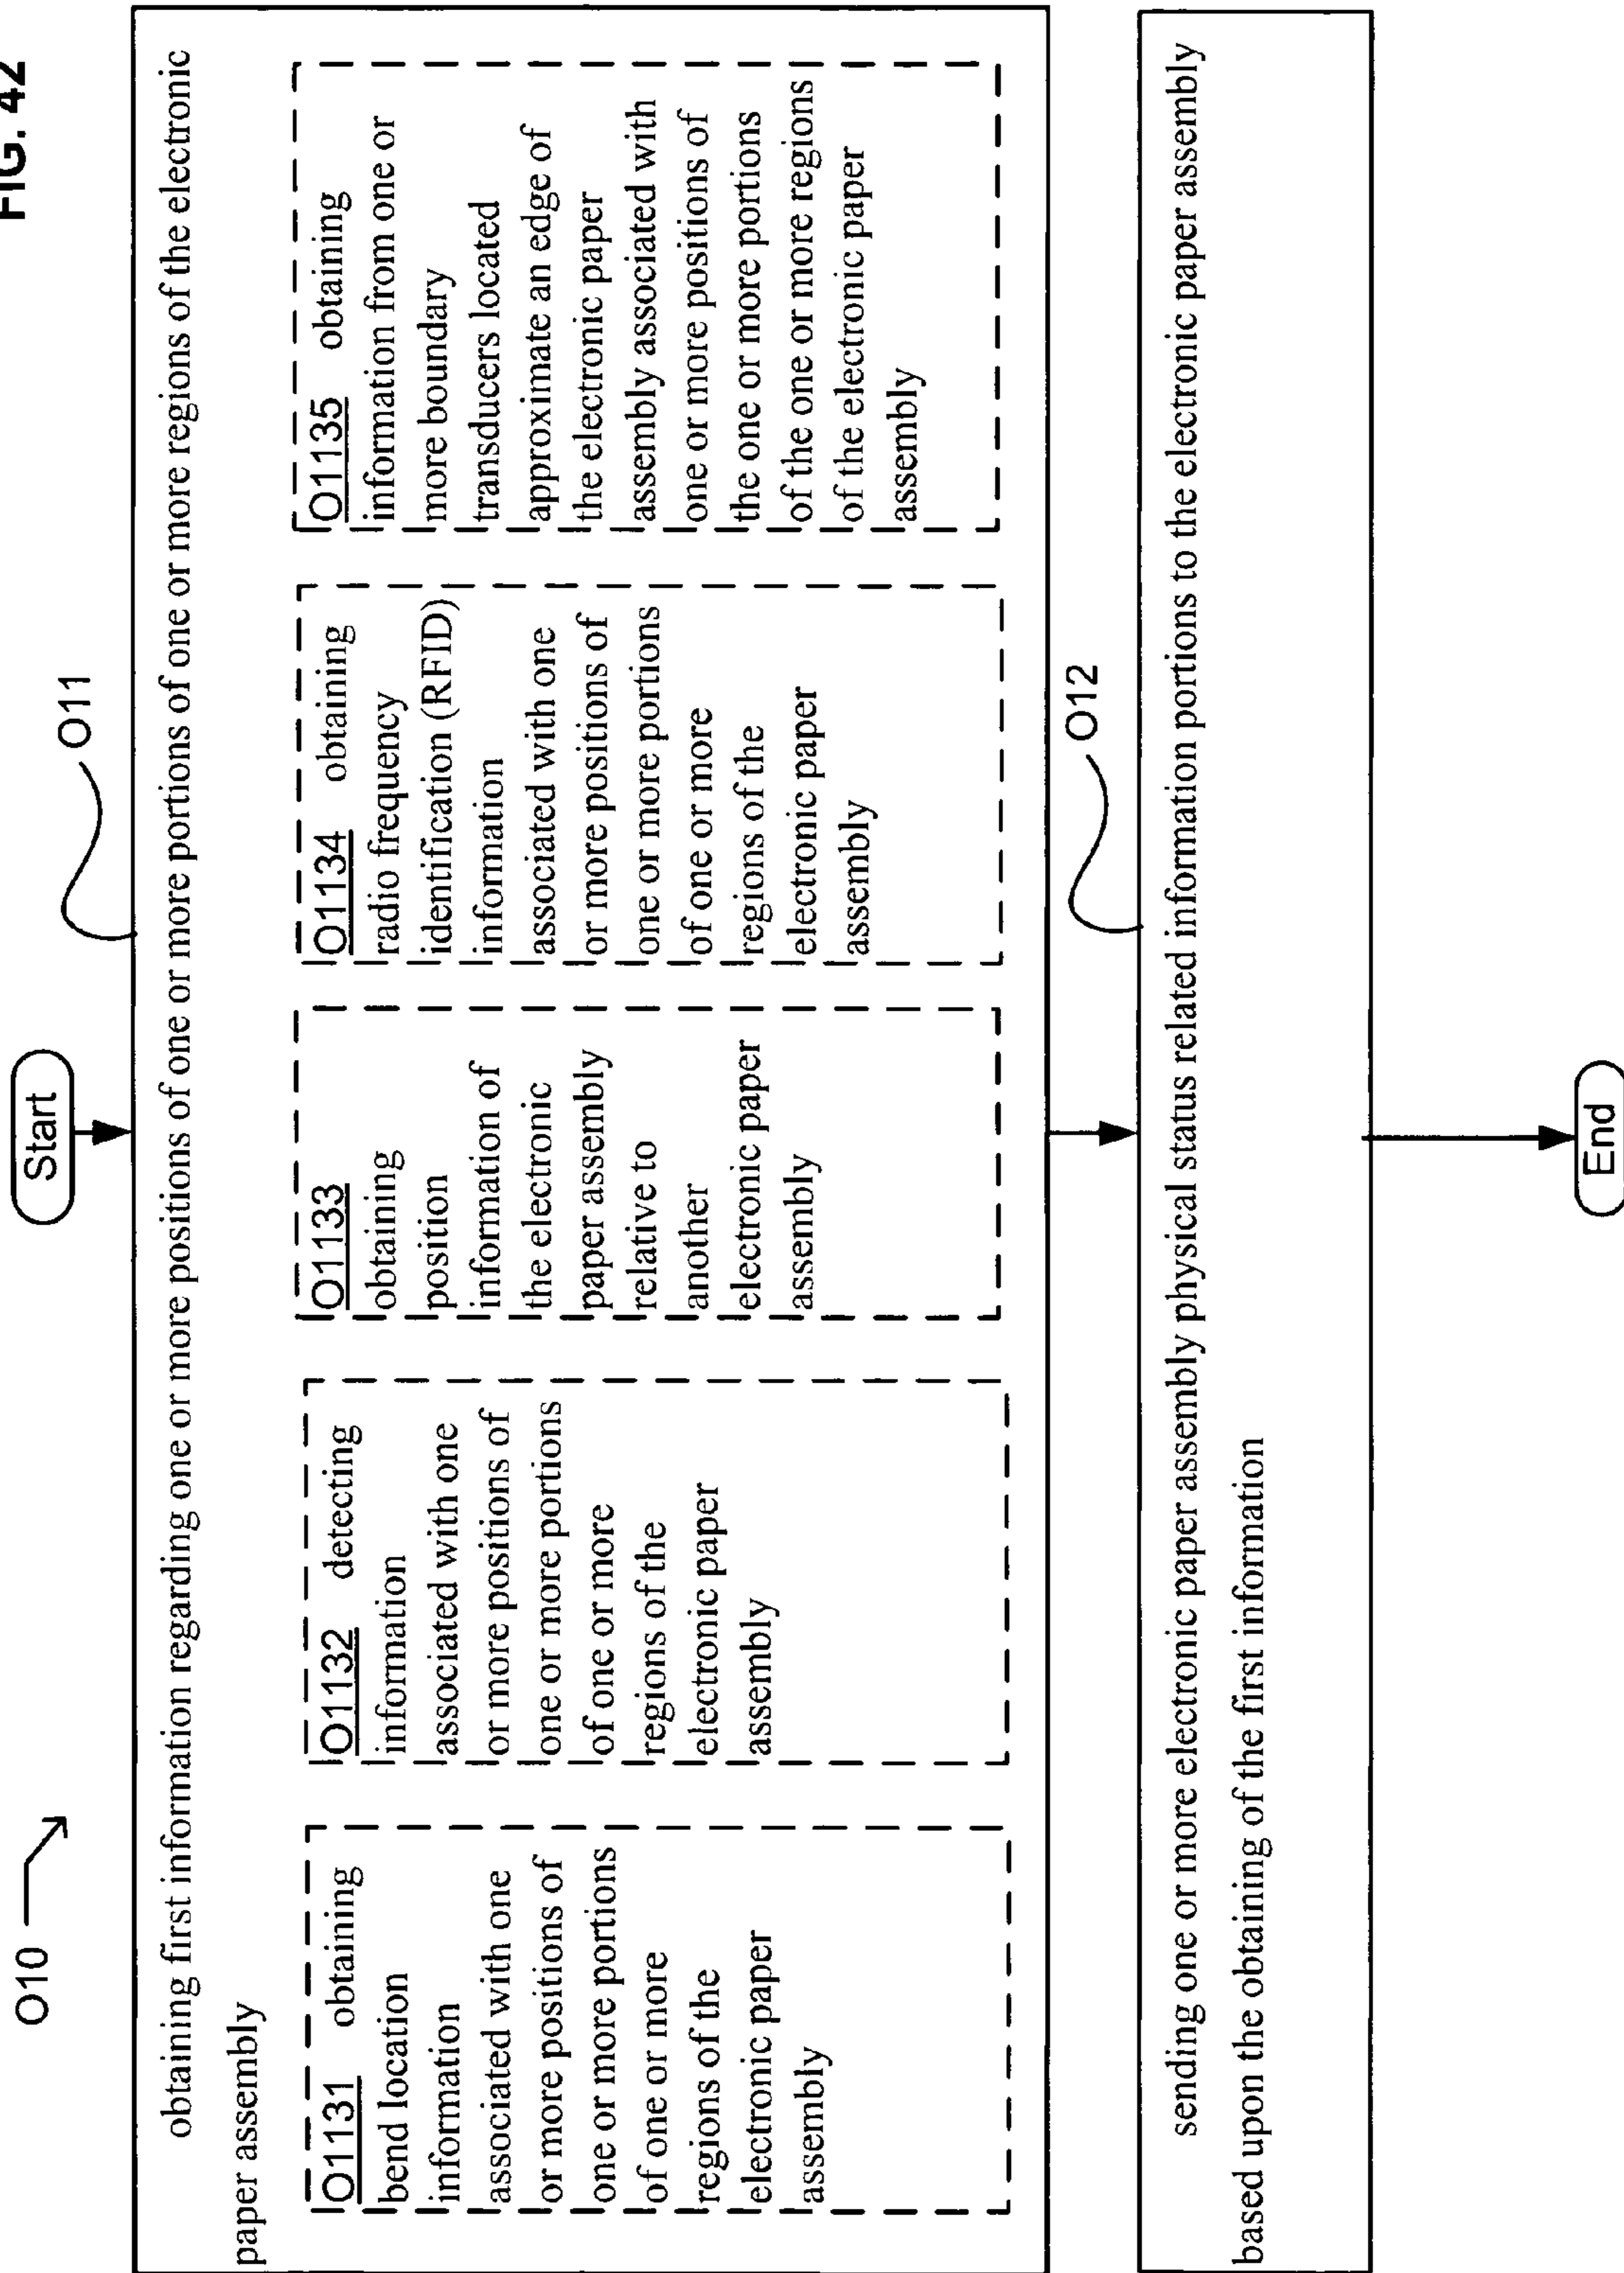 FIG. 42
O10
Start
O11
obtaining first information regarding one or more positions of one or more portions of one or more regions of the electronic
paper assembly
O1131 obtaining
bend location
information
associated with one
or more positions of
one or more portions
of one or more
regions of the
electronic paper
assembly
O1132 detecting
information
associated with one
or more positions of
one or more portions
of one or more
regions of the
electronic paper
assembly
O1133
obtaining
position
information of
the electronic
paper assembly
relative to
another
electronic paper
assembly
O1134 obtaining
radio frequency
identification (RFID)
information
associated with one
or more positions of
one or more portions
of one or more
regions of the
electronic paper
assembly
O1135 obtaining
information from one or
more boundary
transducers located
approximate an edge of
the electronic paper
assembly associated with
one or more positions of
the one or more portions
of the one or more regions
of the electronic paper
assembly
O12
sending one or more electronic paper assembly physical status related information portions to the electronic paper assembly
based upon the obtaining of the first information
End